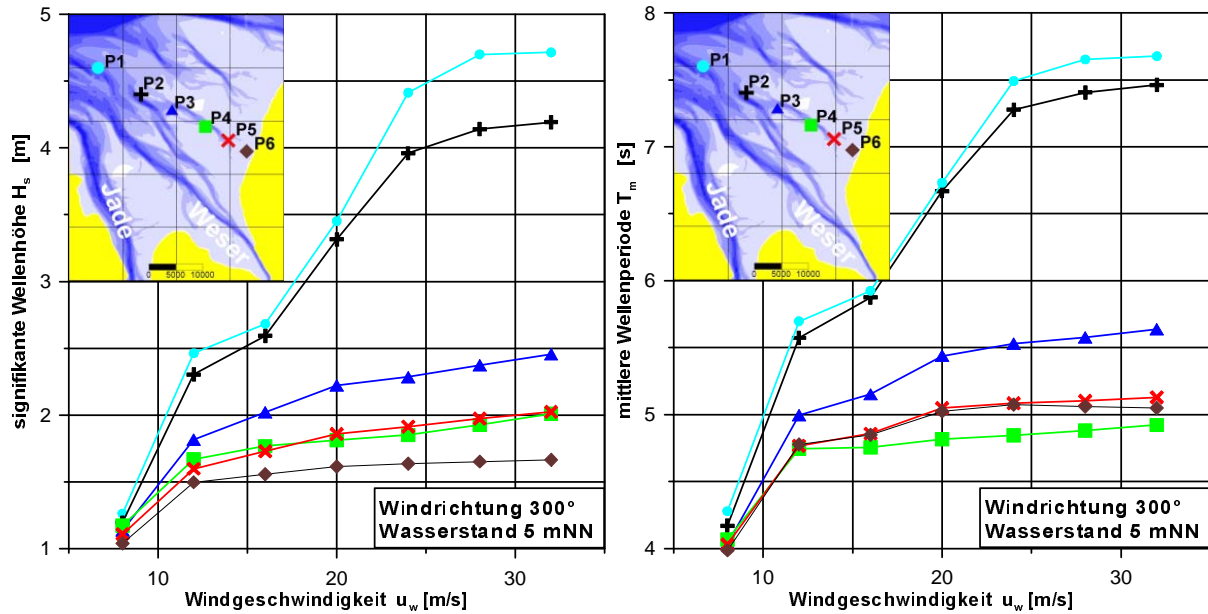 5
4
3
2
1
signifikante Wellenhöhe Hₛ [m]
P1
P2
P3
P4
P5
P6
Jade
Weser
0 5000 10000
Windrichtung 300°
Wasserstand 5 mNN
10 20 30
Windgeschwindigkeit u_w [m/s]
8
7
6
5
4
mittlere Wellenperiode Tₘ [s]
P1
P2
P3
P4
P5
P6
Jade
Weser
0 5000 10000
Windrichtung 300°
Wasserstand 5 mNN
10 20 30
Windgeschwindigkeit u_w [m/s]